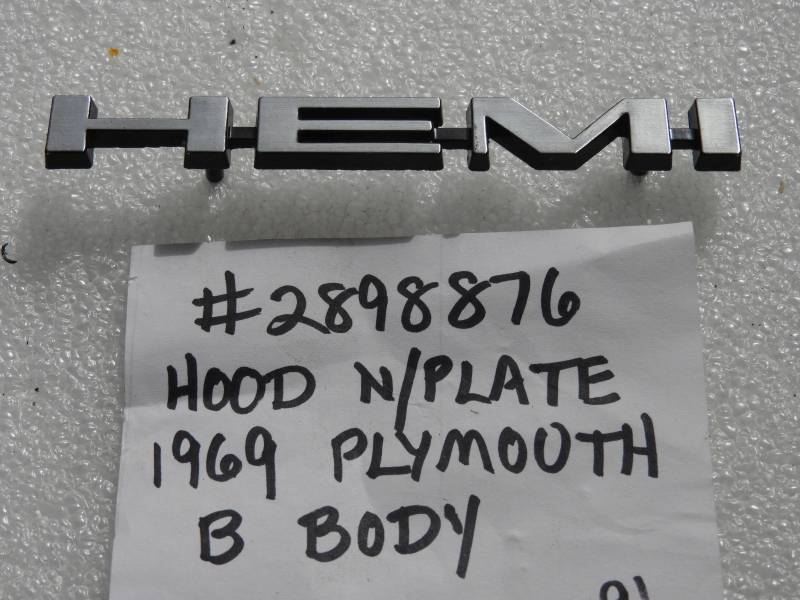 HEMI
#2898876
HOOD N/PLATE
1969 PLYMOUTH
B BODY